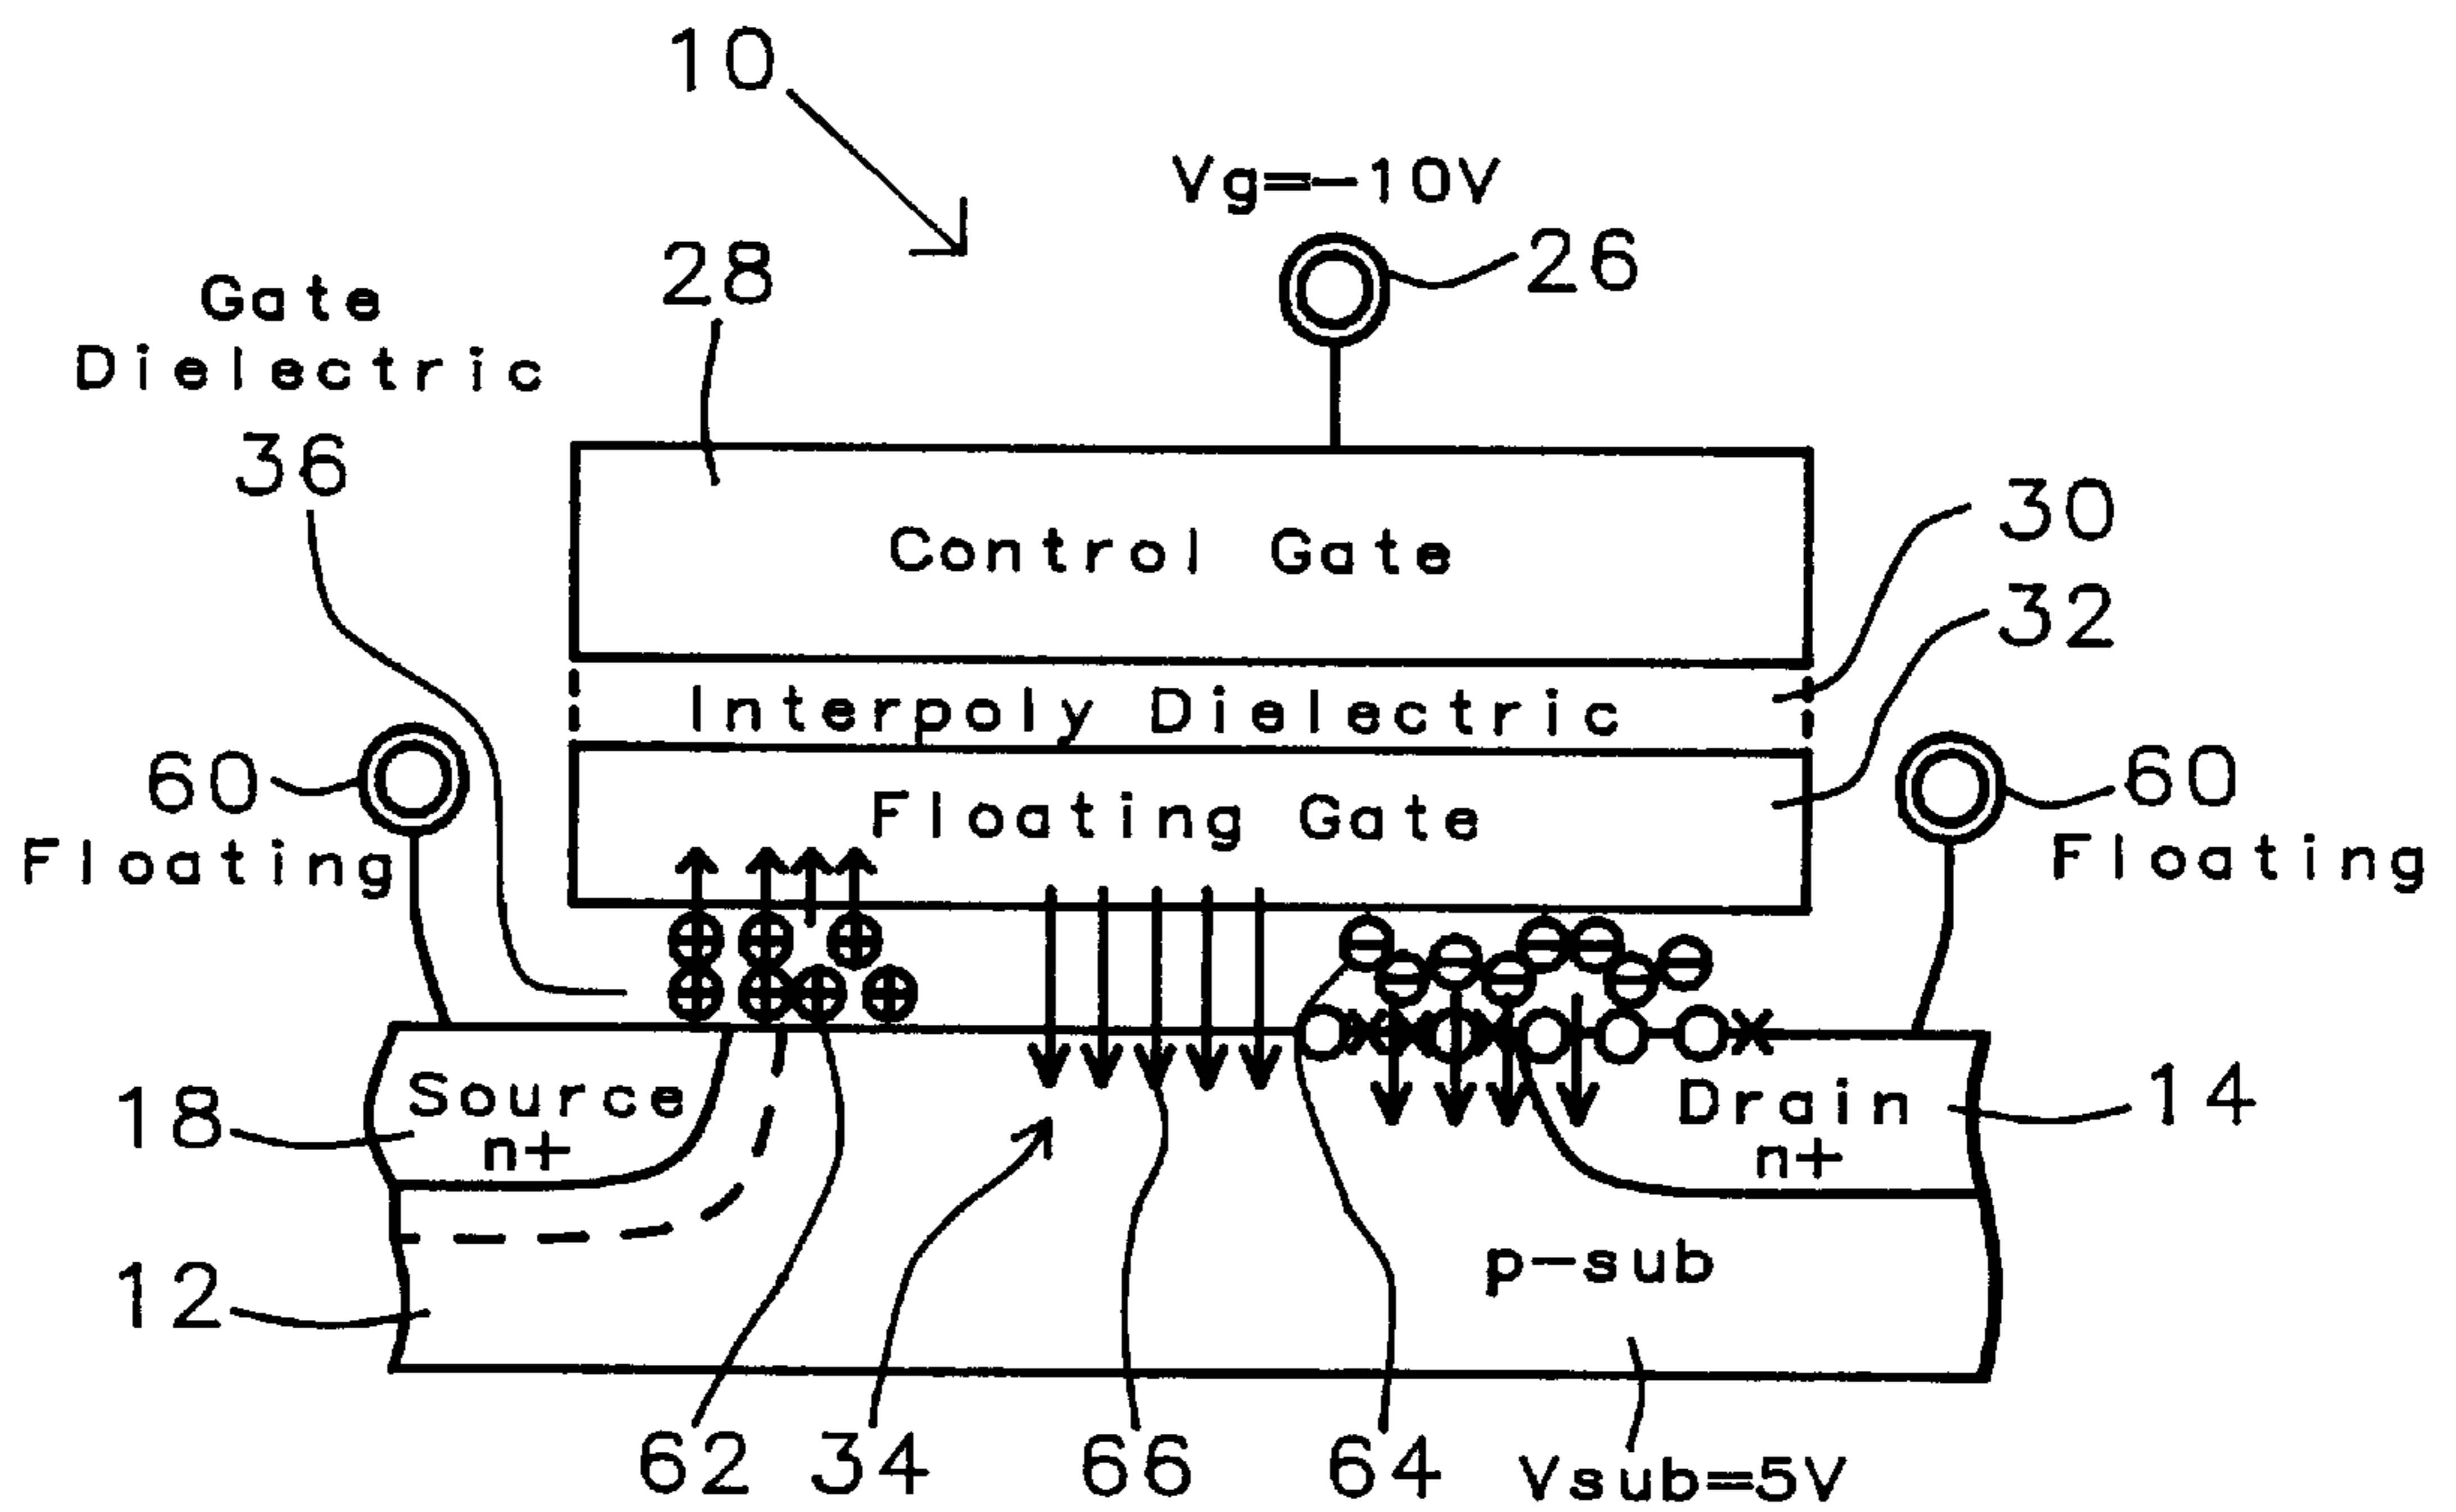 10
Vg=-10V
26
28
Gate
Dielectric
36
Control Gate
30
32
Interpoly Dielectric
60
Floating
Floating Gate
60
Floating
18
Source
n+
Drain
n+
14
12
p-sub
62
34
66
64
Vsub=5V